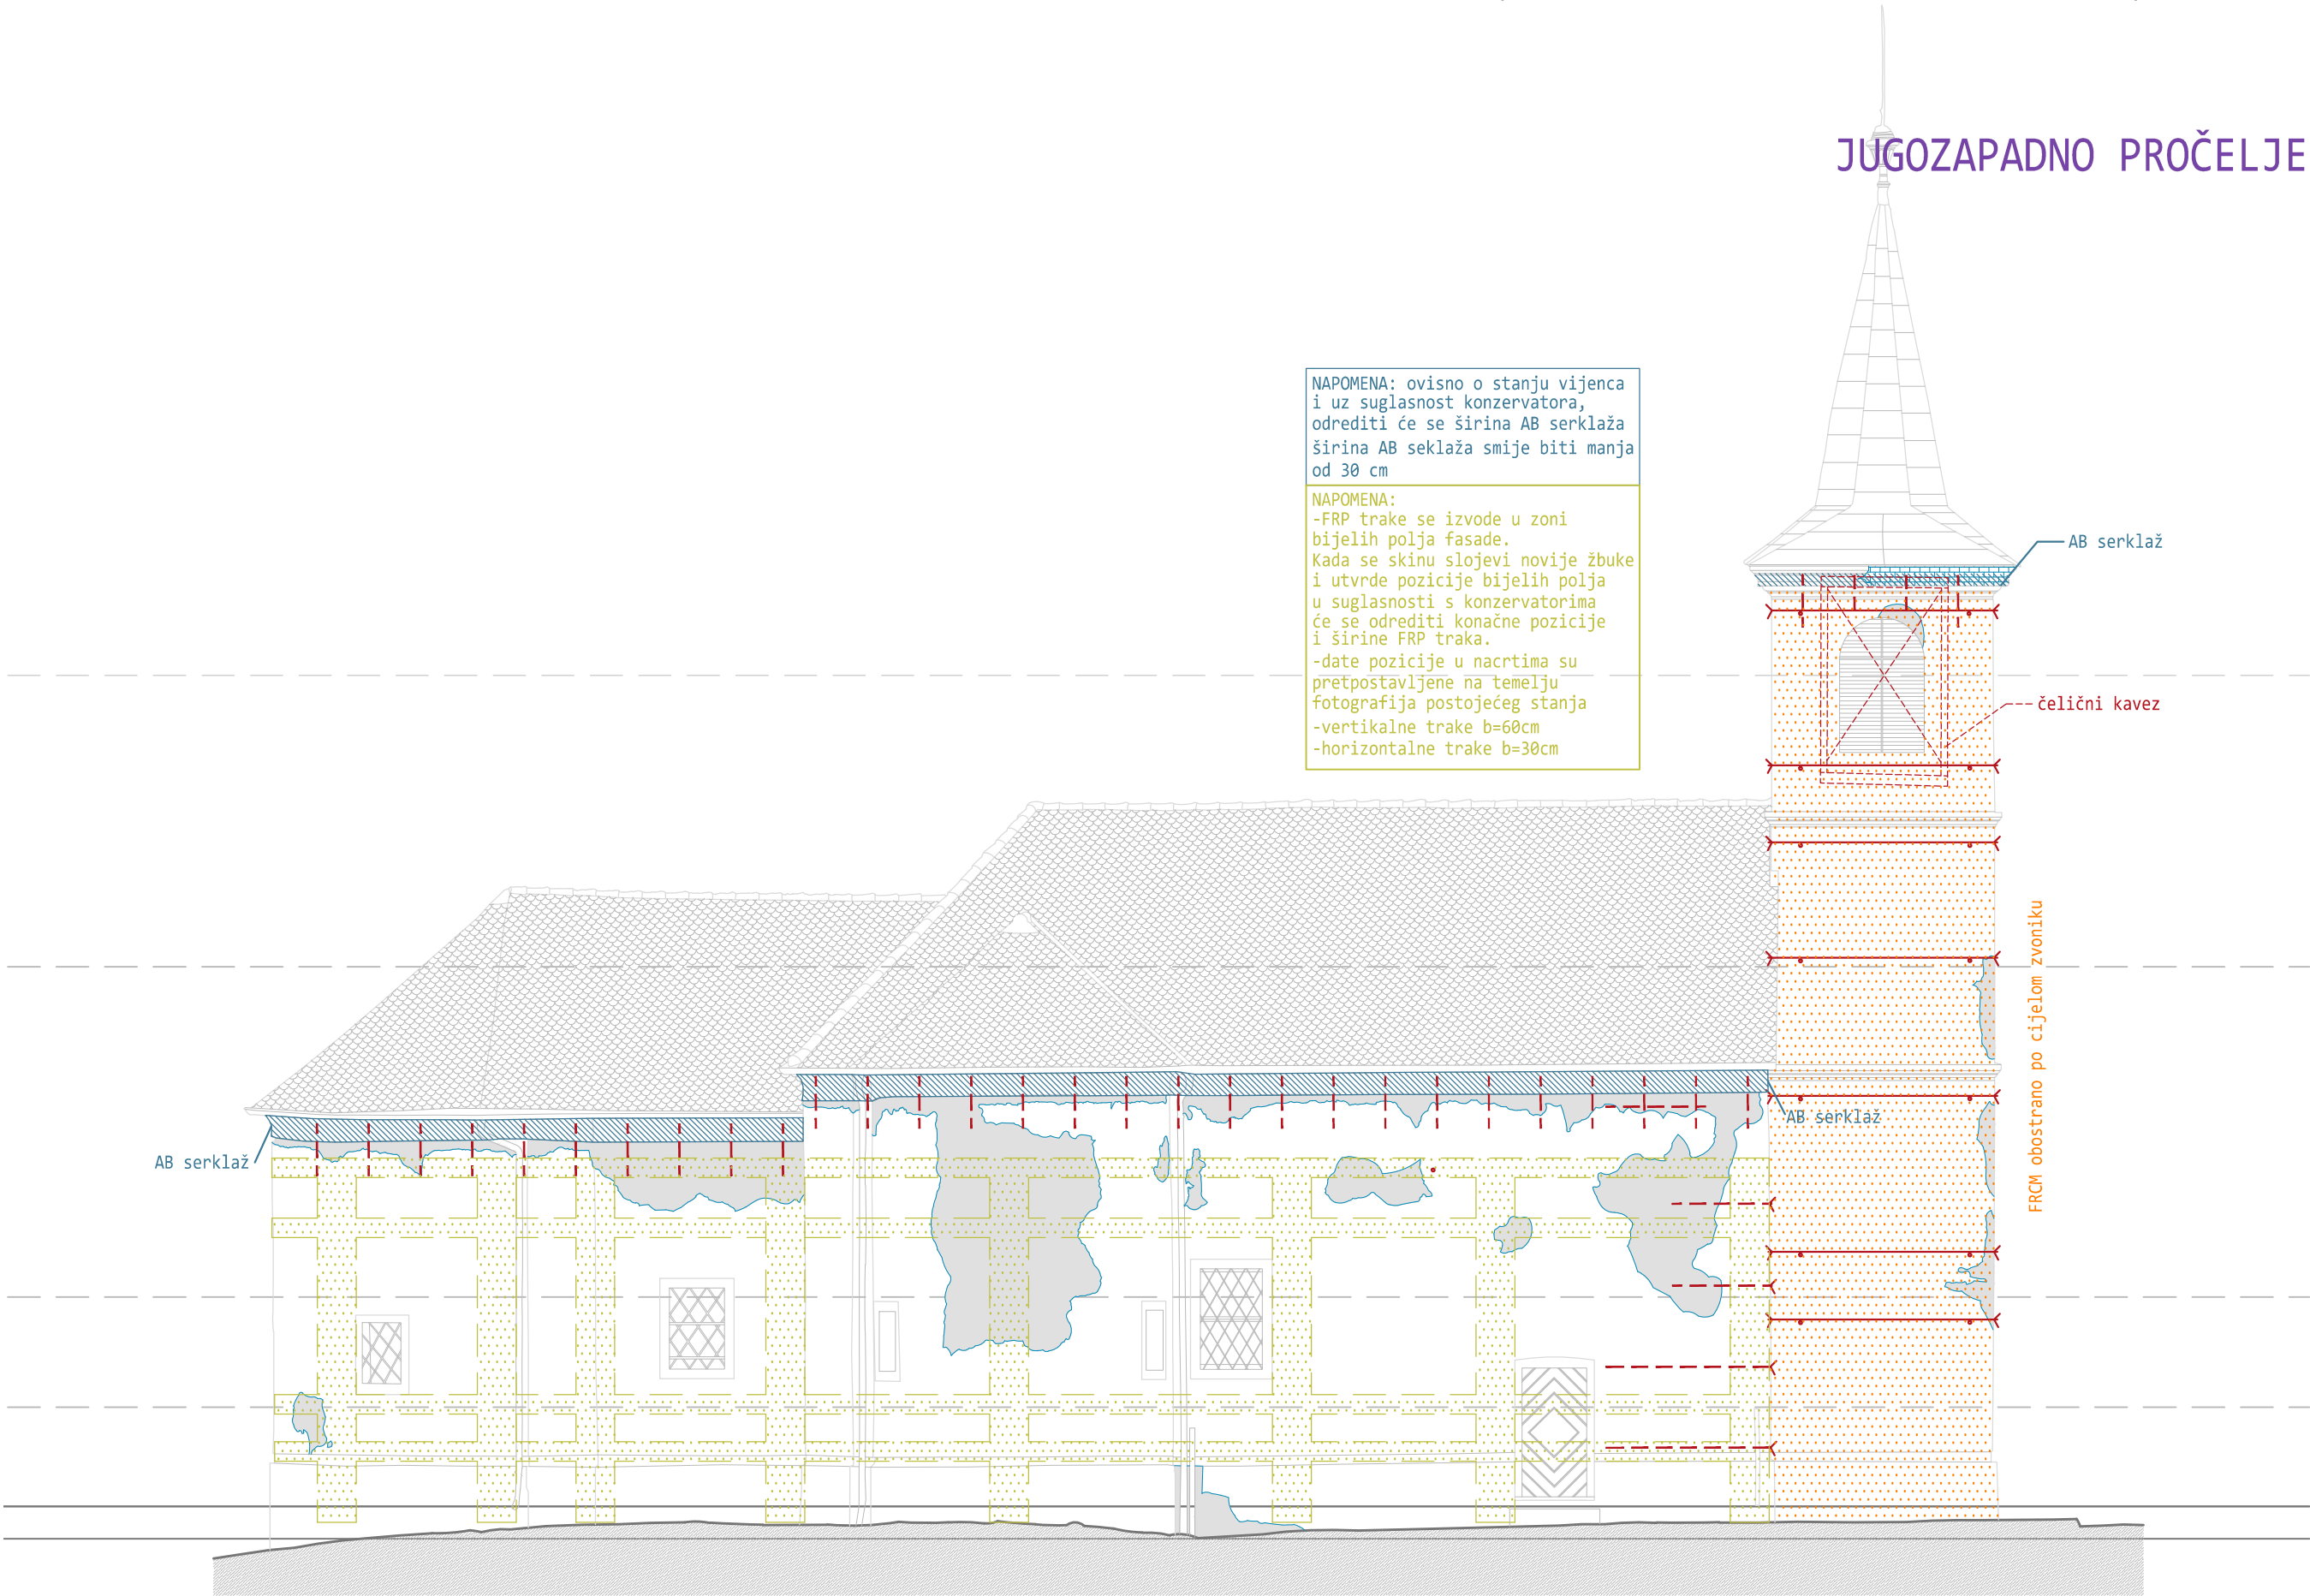 JUGOZAPADNO PROČELJE
NAPOMENA: ovisno o stanju vijenca
i uz suglasnost konzervatora,
odrediti će se širina AB serklaža
širina AB seklaža smije biti manja
od 30 cm
NAPOMENA:
-FRP trake se izvode u zoni
bijelih polja fasade.
Kada se skinu slojevi novije žbuke
i utvrde pozicije bijelih polja
u suglasnosti s konzervatorima
će se odrediti konačne pozicije
i širine FRP traka.
-date pozicije u nacrtima su
pretpostavljene na temelju
fotografija postojećeg stanja
-vertikalne trake b=60cm
-horizontalne trake b=30cm
AB serklaž
čelični kavez
FRCM obostrano po cijelom zvoniku
AB serklaž
AB serklaž